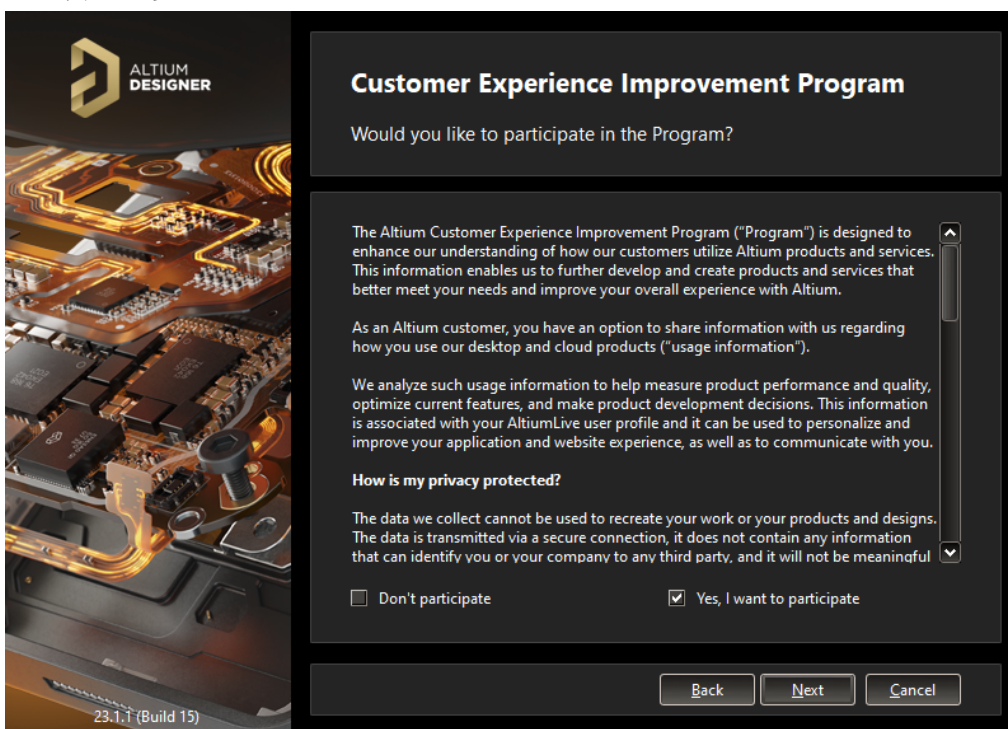 ALTIUM
DESIGNER
Customer Experience Improvement Program
Would you like to participate in the Program?
The Altium Customer Experience Improvement Program ("Program") is designed to
enhance our understanding of how our customers utilize Altium products and services.
This information enables us to further develop and create products and services that
better meet your needs and improve your overall experience with Altium.
As an Altium customer, you have an option to share information with us regarding
how you use our desktop and cloud products ("usage information").
We analyze such usage information to help measure product performance and quality,
optimize current features, and make product development decisions. This information
is associated with your AltiumLive user profile and it can be used to personalize and
improve your application and website experience, as well as to communicate with you.
How is my privacy protected?
The data we collect cannot be used to recreate your work or your products and designs.
The data is transmitted via a secure connection, it does not contain any information
that can identify you or your company to any third party, and it will not be meaningful
Don't participate
Yes, I want to participate
Back
Next
Cancel
23.1.1 (Build 15)